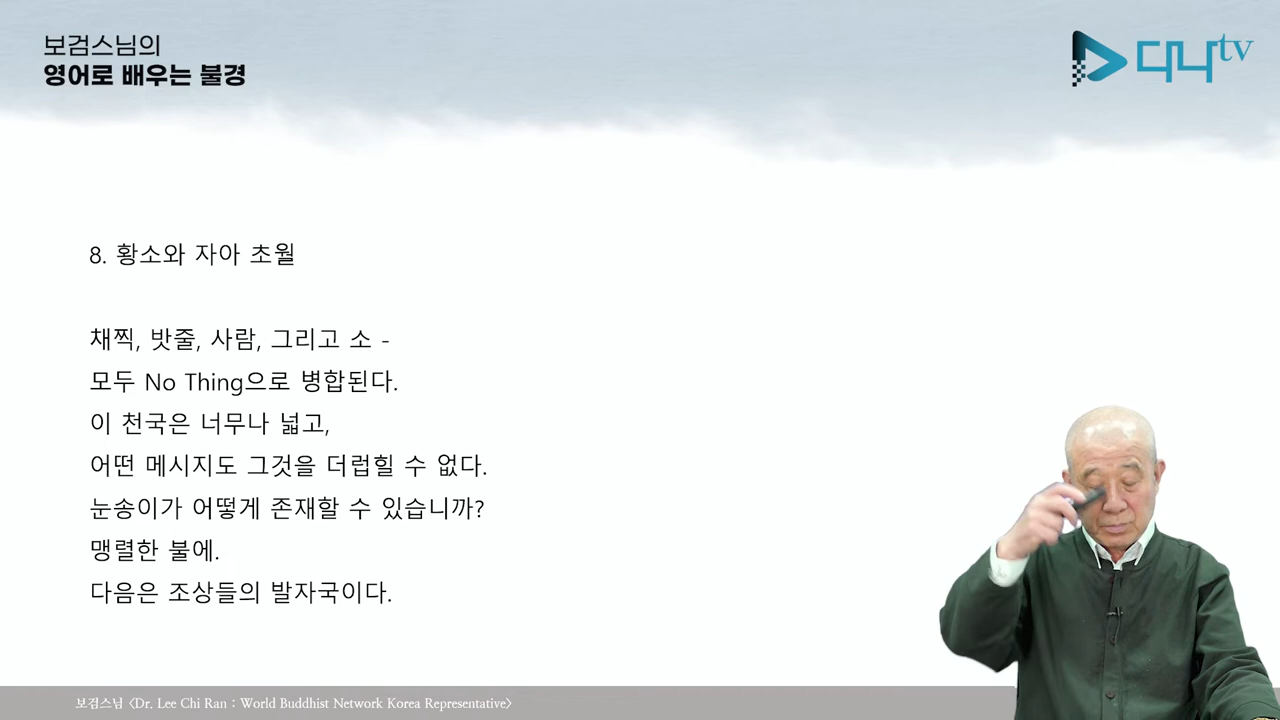 보검스님의
영어로 배우는 불경
다나tv
8. 황소와 자아 초월
채찍, 밧줄, 사람, 그리고 소 -
모두 No Thing으로 병합된다.
이 천국은 너무나 넓고,
어떤 메시지도 그것을 더럽힐 수 없다.
눈송이가 어떻게 존재할 수 있습니까?
맹렬한 불에.
다음은 조상들의 발자국이다.
보검스님 <Dr. Lee Chi Ran : World Buddhist Network Korea Representative>